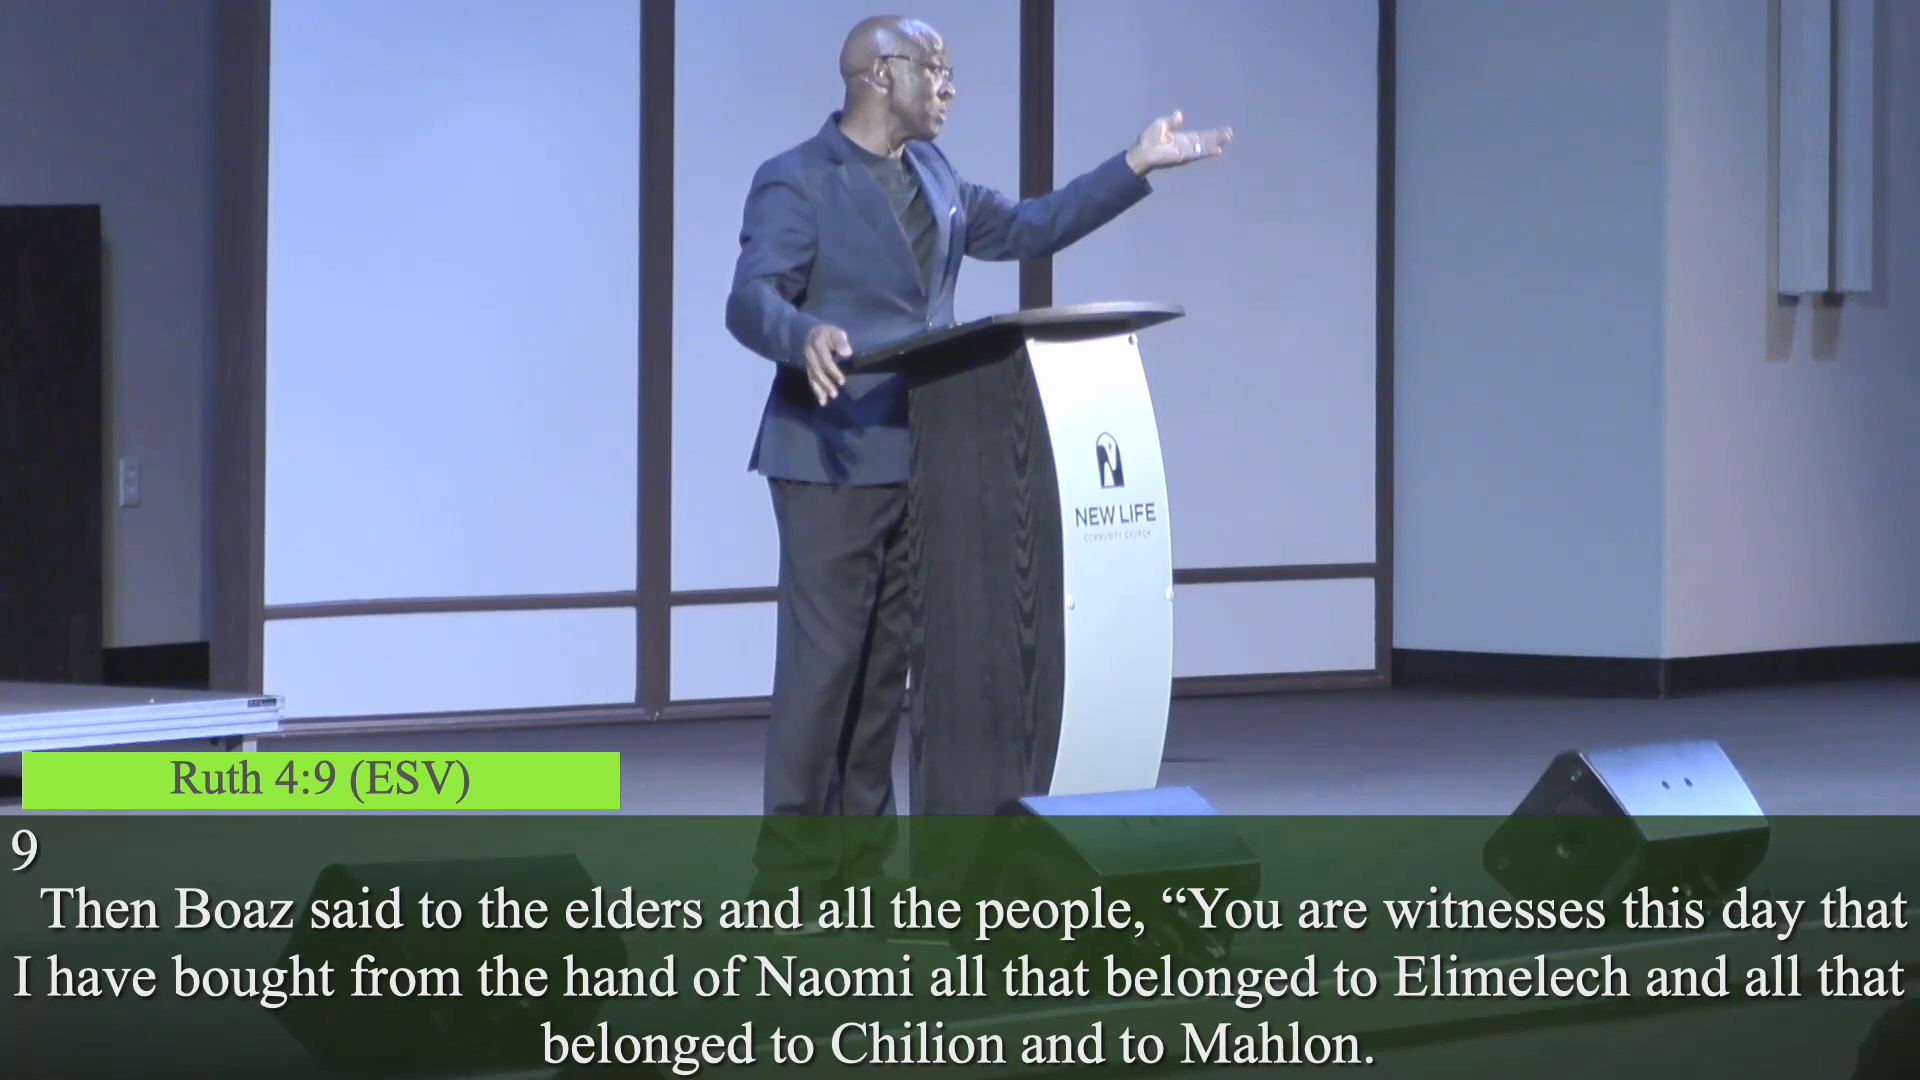 NEW LIFE
COMMUNITY CHURCH
Ruth 4:9 (ESV)
9
Then Boaz said to the elders and all the people, “You are witnesses this day that
I have bought from the hand of Naomi all that belonged to Elimelech and all that
belonged to Chilion and to Mahlon.